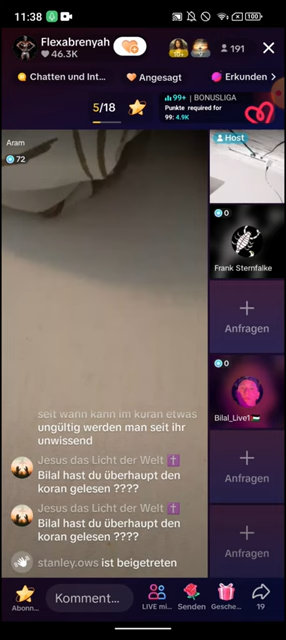 11:38
100
Flexabrenyah
46.3K
191
Chatten und Int...
Angesagt
Erkunden
5/18
99+ | BONUSLIGA
Punkte required for
99: 4.9K
Aram
72
Host
0
Frank Sternfalke
Anfragen
0
Bilal_Live1
Anfragen
Anfragen
seit wann kann im kuran etwas
ungültig werden man seit ihr
unwissend
Jesus das Licht der Welt
Bilal hast du überhaupt den
koran gelesen ????
Jesus das Licht der Welt
Bilal hast du überhaupt den
koran gelesen ????
stanley.ows ist beigetreten
Abonn...
Komment...
LIVE mi...
Senden
Gesche...
19